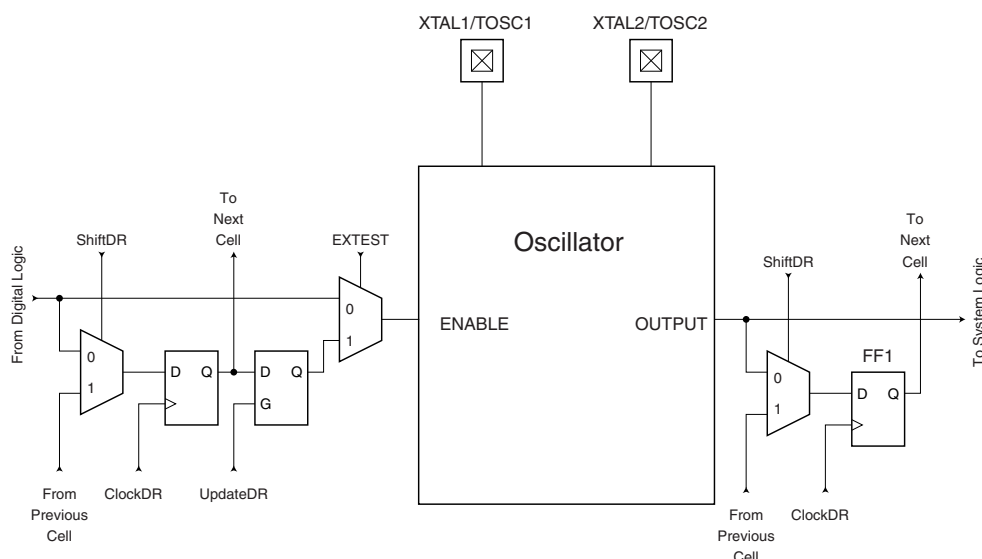 XTAL1/TOSC1
XTAL2/TOSC2
To
Next
Cell
ShiftDR
EXTEST
From Digital Logic
0
1
D Q
D Q
G
0
1
From
Previous
Cell
ClockDR
UpdateDR
Oscillator
ENABLE
OUTPUT
To
Next
Cell
ShiftDR
FF1
To System Logic
0
1
D Q
From
Previous
Cell
ClockDR